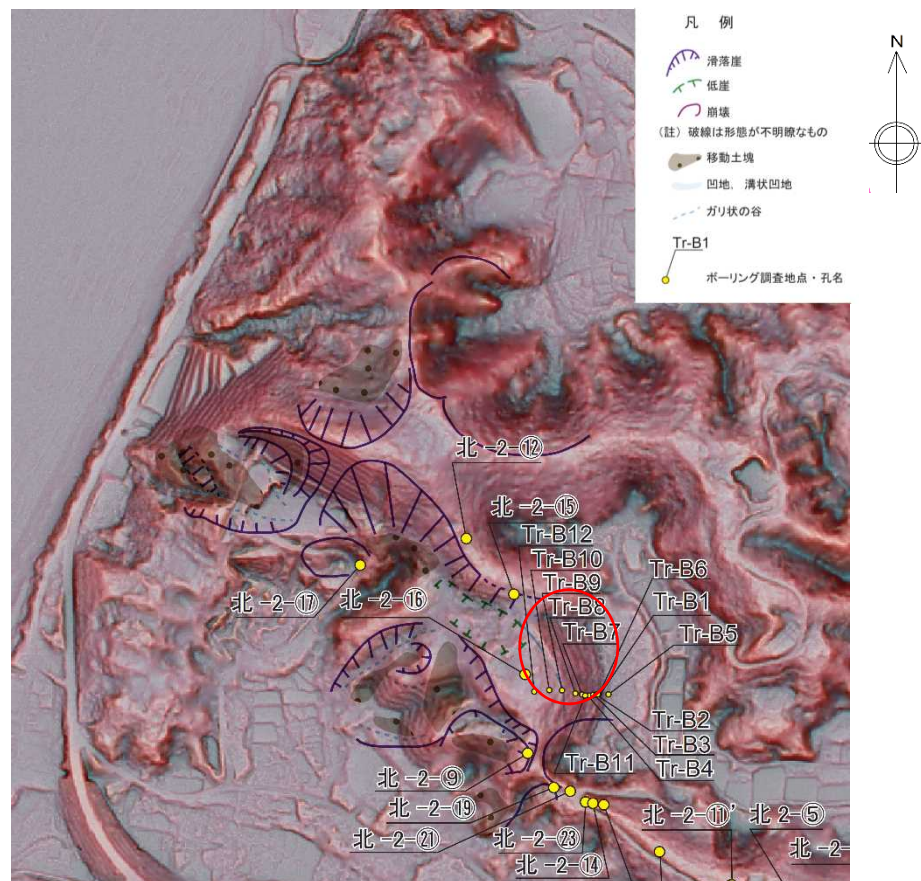 凡 例
滑落崖
低崖
崩壊
（註）破線は形態が不明瞭なもの
移動土塊
凹地、溝状凹地
ガリ状の谷
Tr-B1
ボーリング調査地点・孔名
N
北-2-⑫
北-2-⑮
Tr-B12
Tr-B10
Tr-B9
Tr-B8
Tr-B7
Tr-B6
Tr-B1
Tr-B5
北-2-⑰
北-2-⑯
Tr-B2
Tr-B3
Tr-B4
Tr-B11
北-2-⑨
北-2-⑲
北-2-㉑
北-2-㉓
北-2-⑭
北-2-⑪’
北 2-⑤
北-2-